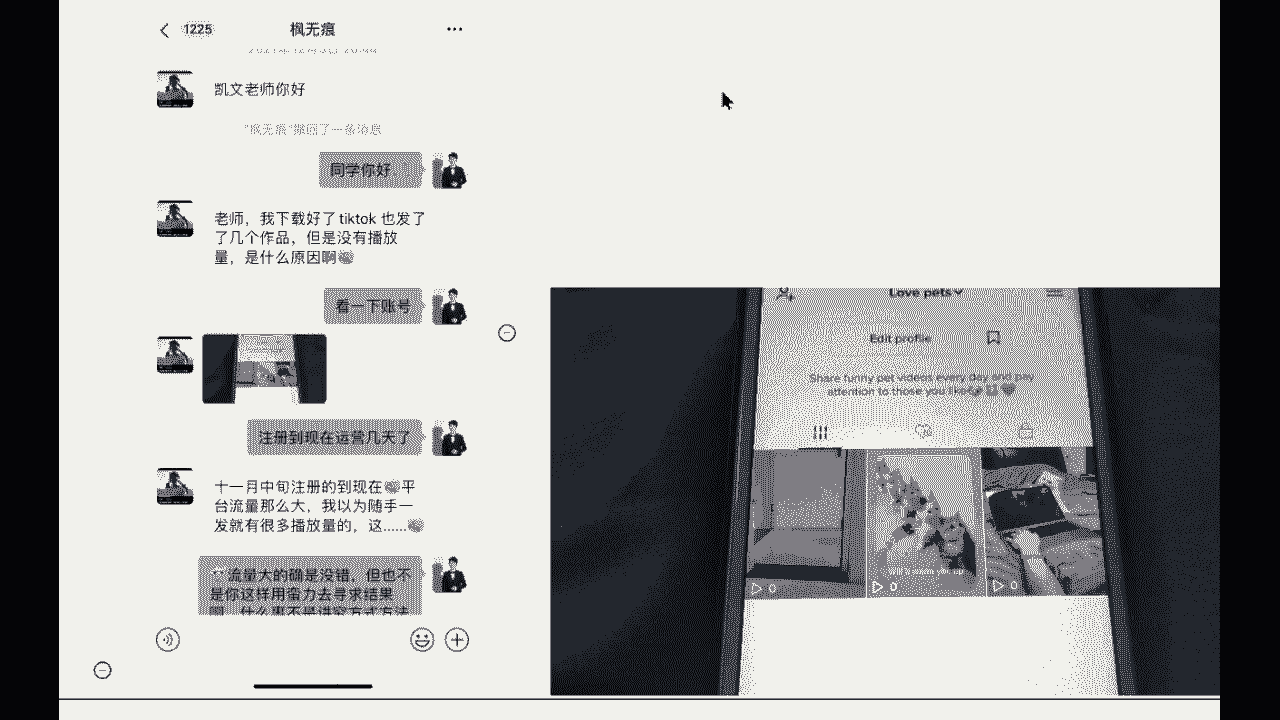 1225
枫无痕
凯文老师你好
"枫无痕"撤回了一条消息
同学你好
老师，我下载好了 tiktok 也发了
了几个作品，但是没有播放
量，是什么原因啊
看一下账号
注册到现在运营几天了
十一月中旬注册的到现在平
台流量那么大，我以为随手一
发就有很多播放量的，这......
流量大的确是没错，但也不
是你这样用蛮力去寻求结果
Love pets
Edit profile
Share funny pet videos every day and pay
attention to those you like
0
0
0